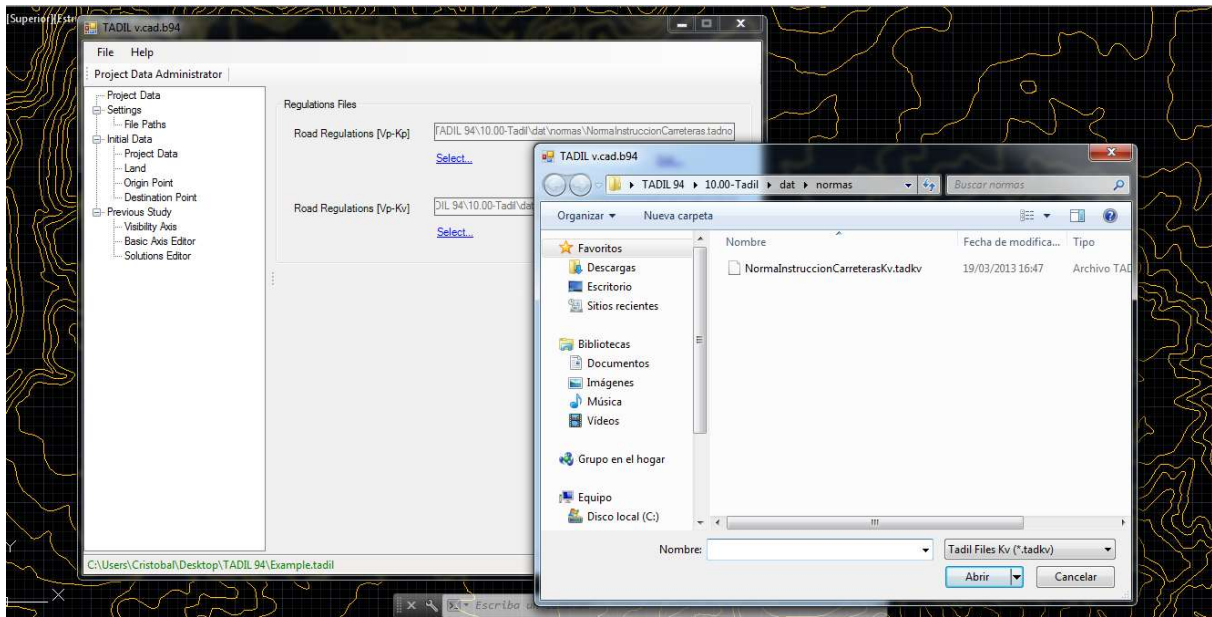 [Superior][Estr
TADIL v.cad.b94
File Help
Project Data Administrator
Project Data
Settings
File Paths
Initial Data
Project Data
Land
Origin Point
Destination Point
Previous Study
Visibility Axis
Basic Axis Editor
Solutions Editor
Regulations Files
Road Regulations [Vp-Kp]
TADIL 94\10.00-Tadil\dat\normas\NormaInstruccionCarreteras.tadno
Select...
Road Regulations [Vp-Kv]
DIL 94\10.00-Tadil\dat
Select...
C:\Users\Cristobal\Desktop\TADIL 94\Example.tadil
TADIL v.cad.b94
TADIL 94 10.00-Tadil dat normas
Buscar normas
Organizar Nueva carpeta
Favoritos
Descargas
Escritorio
Sitios recientes
Bibliotecas
Documentos
Imágenes
Música
Vídeos
Grupo en el hogar
Equipo
Disco local (C:)
Nombre Fecha de modifica... Tipo
NormaInstruccionCarreterasKv.tadkv 19/03/2013 16:47 Archivo TAD
Nombre:
Tadil Files Kv (*.tadkv)
Abrir Cancelar
Escriba
Y
X